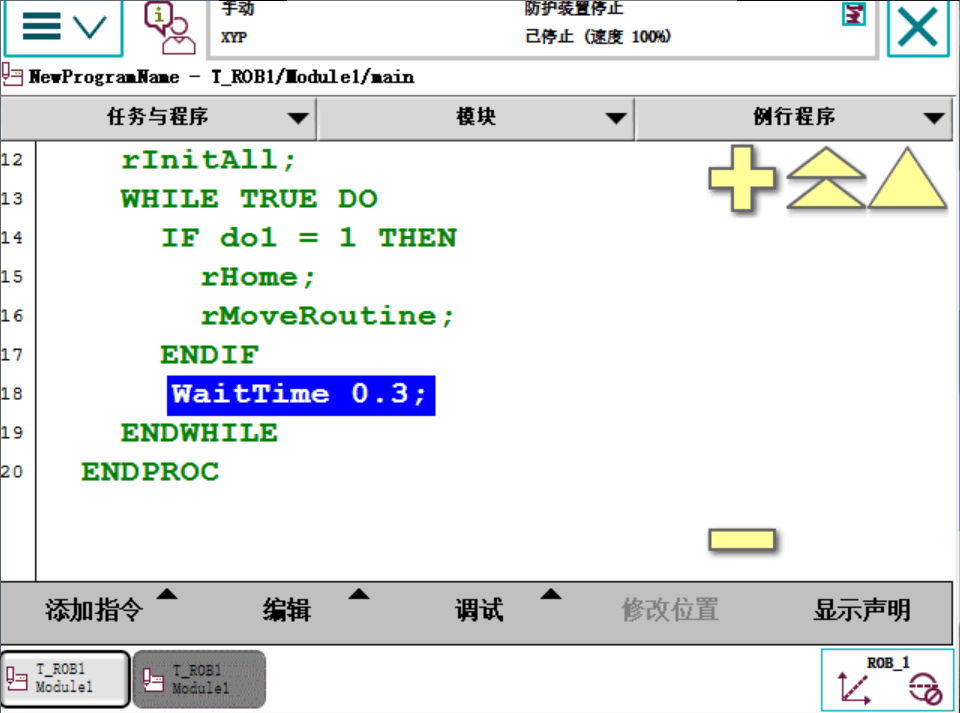 手动
防护装置停止
XYP
已停止 (速度 100%)
NewProgramName - T_ROB1/Module1/main
任务与程序
模块
例行程序
12 rInitAll;
13 WHILE TRUE DO
14 IF do1 = 1 THEN
15 rHome;
16 rMoveRoutine;
17 ENDIF
18 WaitTime 0.3;
19 ENDWHILE
20 ENDPROC
添加指令
编辑
调试
修改位置
显示声明
T_ROB1
Module1
T_ROB1
Module1
ROB_1